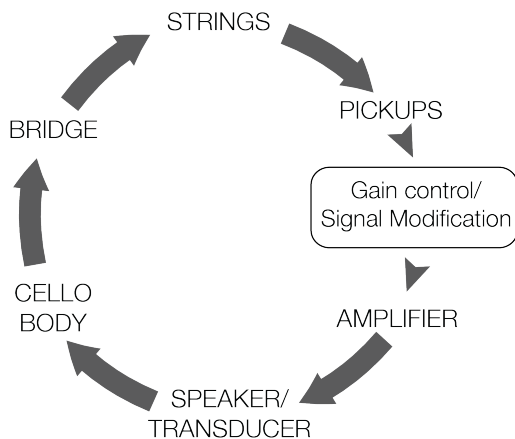 STRINGS
PICKUPS
Gain control/
Signal Modification
AMPLIFIER
SPEAKER/
TRANSDUCER
CELLO
BODY
BRIDGE